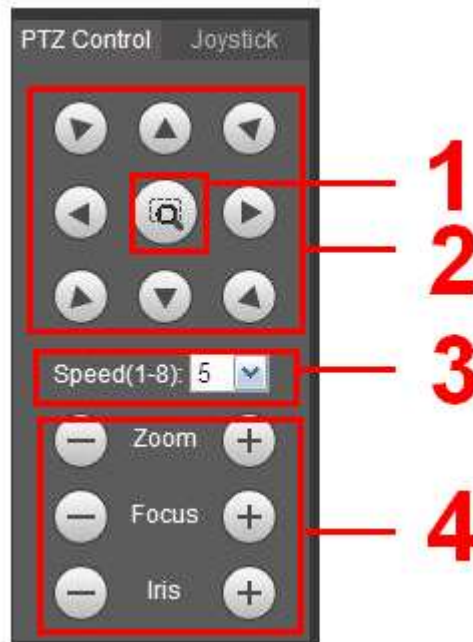 PTZ Control Joystick
1
2
Speed(1-8): 5
3
Zoom
Focus
4
Iris